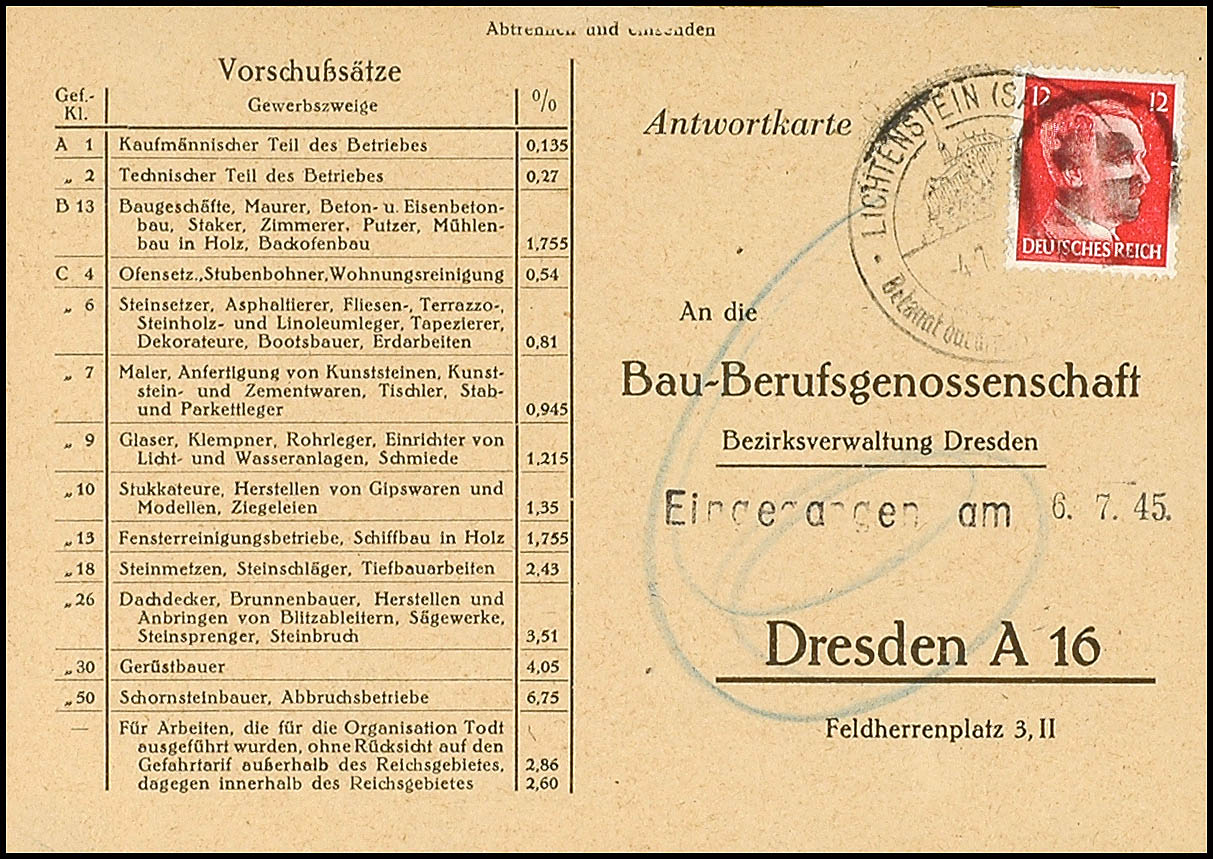 Abtrennen und einsenden
Vorschußsätze
Gef.-Kl. Gewerbszweige %
A 1 Kaufmännischer Teil des Betriebes 0,135
„ 2 Technischer Teil des Betriebes 0,27
B 13 Baugeschäfte, Maurer, Beton- u. Eisenbeton-
bau, Staker, Zimmerer, Putzer, Mühlen-
bau in Holz, Backofenbau 1,755
C 4 Ofensetz.,Stubenbohner,Wohnungsreinigung 0,54
„ 6 Steinsetzer, Asphaltierer, Fliesen-, Terrazzo-,
Steinholz- und Linoleumleger, Tapezierer,
Dekorateure, Bootsbauer, Erdarbeiten 0,81
„ 7 Maler, Anfertigung von Kunststeinen, Kunst-
stein- und Zementwaren, Tischler, Stab-
und Parkettleger 0,945
„ 9 Glaser, Klempner, Rohrleger, Einrichter von
Licht- und Wasseranlagen, Schmiede 1,215
„ 10 Stukkateure, Herstellen von Gipswaren und
Modellen, Ziegeleien 1,35
„ 13 Fensterreinigungsbetriebe, Schiffbau in Holz 1,755
„ 18 Steinmetzen, Steinschläger, Tiefbauarbeiten 2,43
„ 26 Dachdecker, Brunnenbauer, Herstellen und
Anbringen von Blitzableitern, Sägewerke,
Steinsprenger, Steinbruch 3,51
„ 30 Gerüstbauer 4,05
„ 50 Schornsteinbauer, Abbruchsbetriebe 6,75
— Für Arbeiten, die für die Organisation Todt
ausgeführt wurden, ohne Rücksicht auf den
Gefahrtarif außerhalb des Reichsgebietes, 2,86
dagegen innerhalb des Reichsgebietes 2,60
Antwortkarte
LICHTENSTEIN (SA
-4.7.
Bekannt durch
12 12
DEUTSCHES REICH
An die
Bau-Berufsgenossenschaft
Bezirksverwaltung Dresden
Eingegangen am 6. 7. 45.
Dresden A 16
Feldherrenplatz 3, II